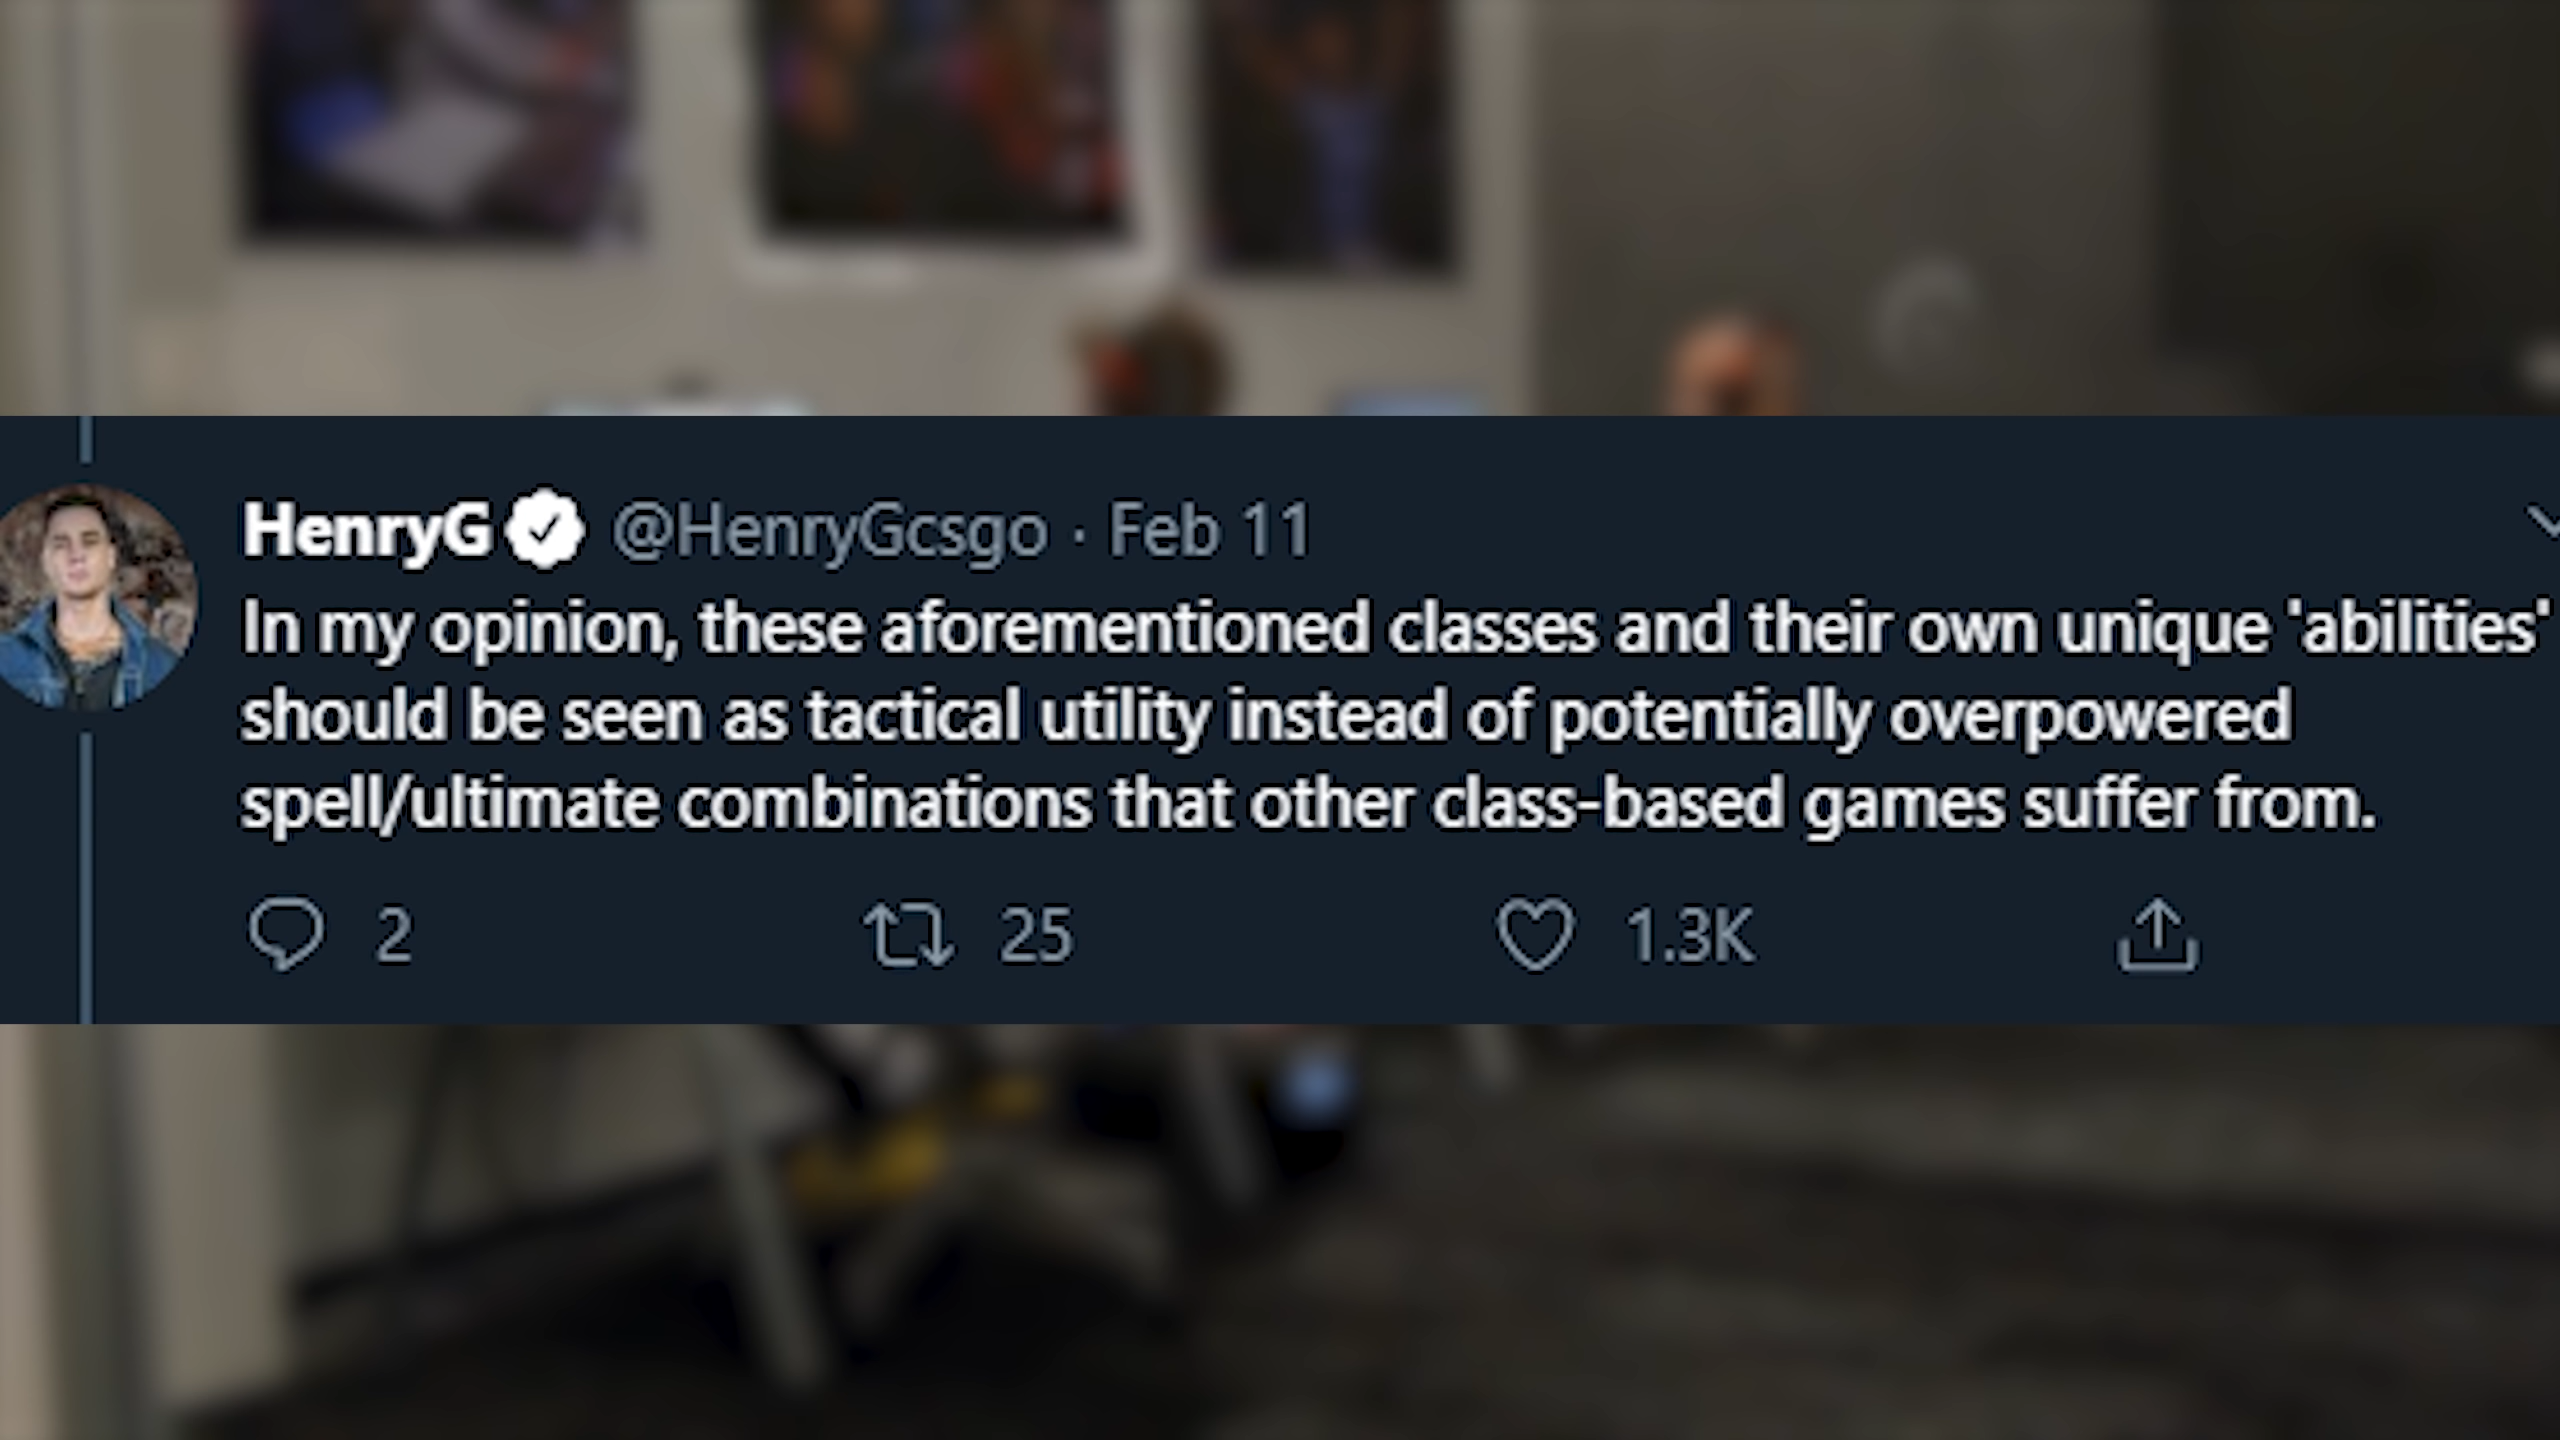 HenryG @HenryGcsgo · Feb 11
In my opinion, these aforementioned classes and their own unique 'abilities'
should be seen as tactical utility instead of potentially overpowered
spell/ultimate combinations that other class-based games suffer from.
2 25 1.3K